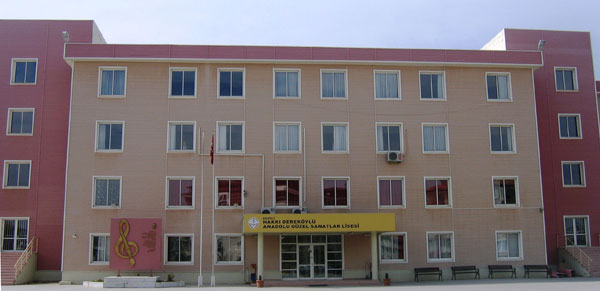 HAKKI DEREKÖYLÜ
ANADOLU GÜZEL SANATLAR LİSESİ